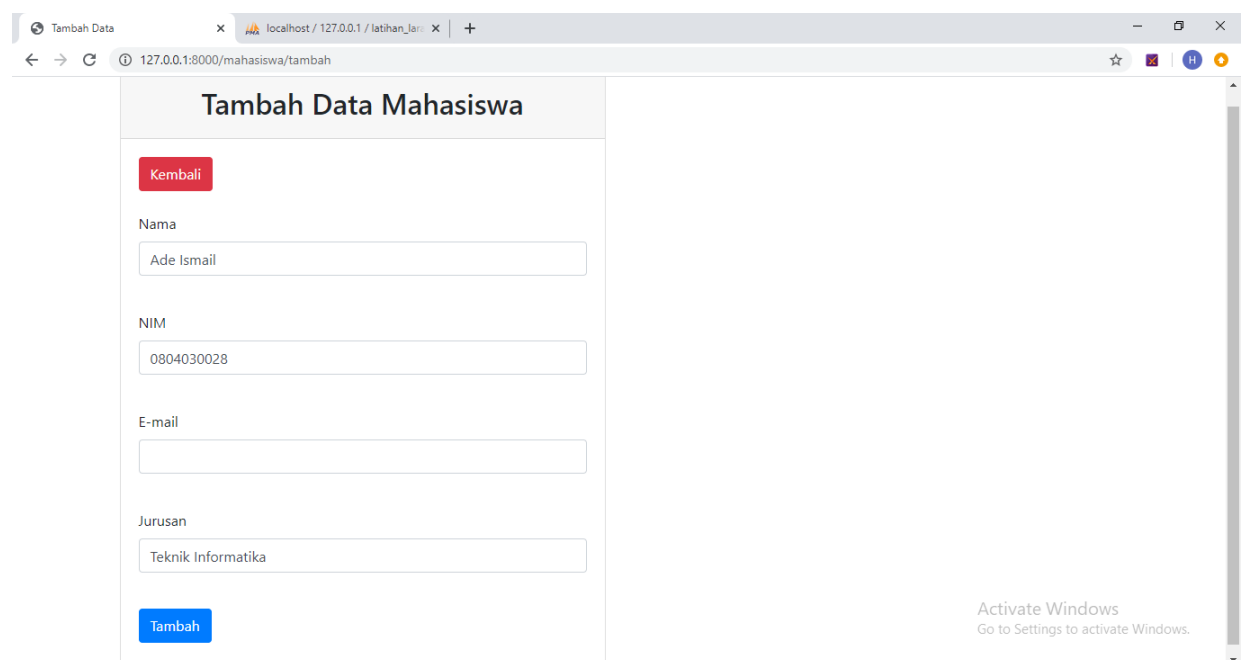 Tambah Data
localhost / 127.0.0.1 / latihan_lara
127.0.0.1:8000/mahasiswa/tambah
H
Tambah Data Mahasiswa
Kembali
Nama
Ade Ismail
NIM
0804030028
E-mail
Jurusan
Teknik Informatika
Tambah
Activate Windows
Go to Settings to activate Windows.